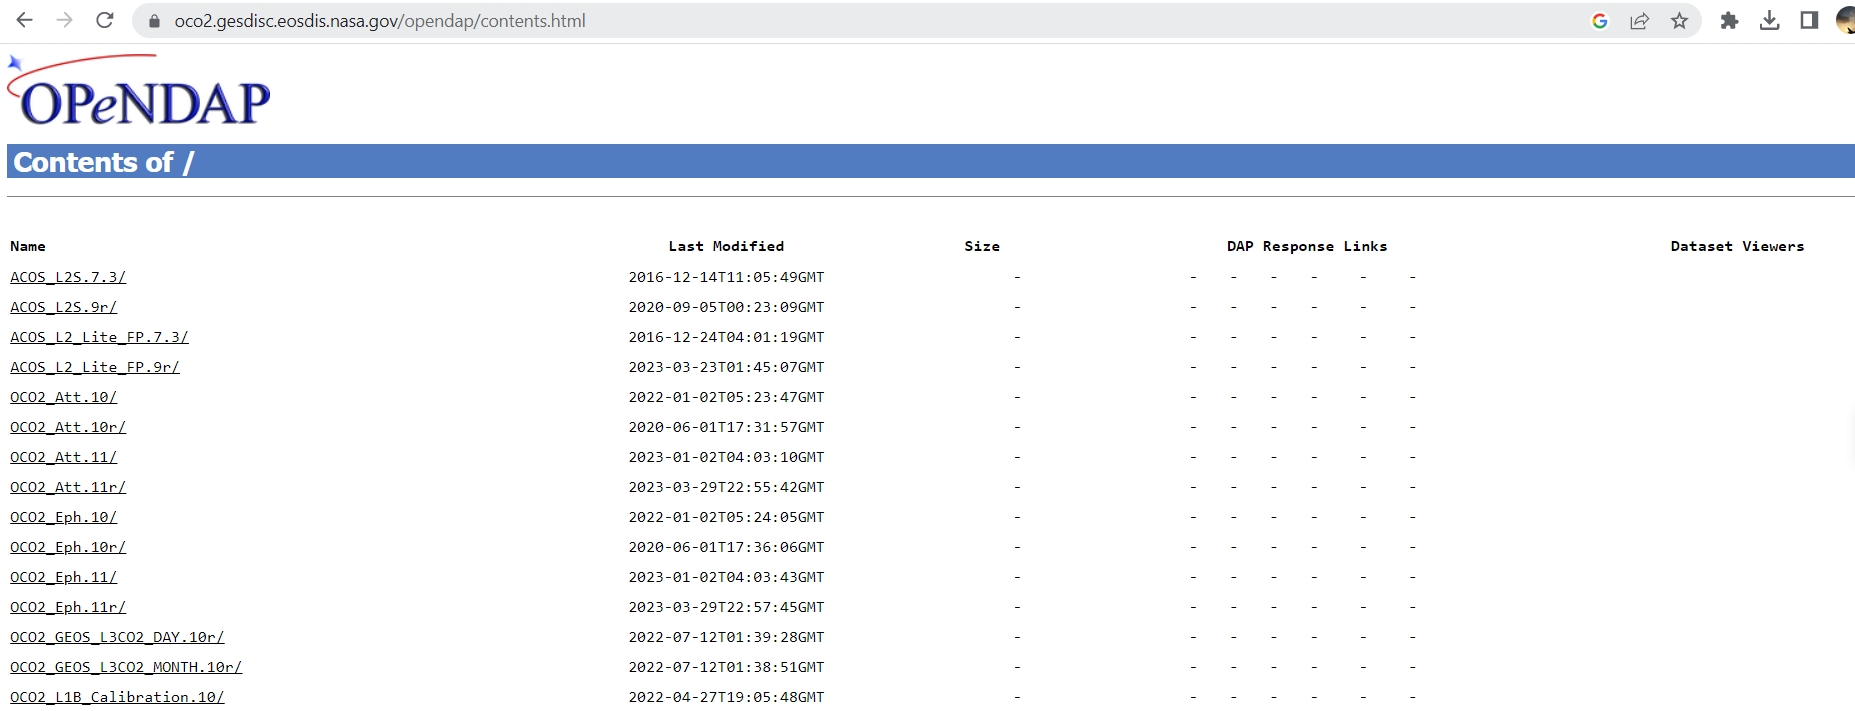 oco2.gesdisc.eosdis.nasa.gov/opendap/contents.html
OPeNDAP
Contents of /
Name Last Modified Size DAP Response Links Dataset Viewers
ACOS_L2S.7.3/ 2016-12-14T11:05:49GMT - - - - - - -
ACOS_L2S.9r/ 2020-09-05T00:23:09GMT - - - - - - -
ACOS_L2_Lite_FP.7.3/ 2016-12-24T04:01:19GMT - - - - - - -
ACOS_L2_Lite_FP.9r/ 2023-03-23T01:45:07GMT - - - - - - -
OCO2_Att.10/ 2022-01-02T05:23:47GMT - - - - - - -
OCO2_Att.10r/ 2020-06-01T17:31:57GMT - - - - - - -
OCO2_Att.11/ 2023-01-02T04:03:10GMT - - - - - - -
OCO2_Att.11r/ 2023-03-29T22:55:42GMT - - - - - - -
OCO2_Eph.10/ 2022-01-02T05:24:05GMT - - - - - - -
OCO2_Eph.10r/ 2020-06-01T17:36:06GMT - - - - - - -
OCO2_Eph.11/ 2023-01-02T04:03:43GMT - - - - - - -
OCO2_Eph.11r/ 2023-03-29T22:57:45GMT - - - - - - -
OCO2_GEOS_L3CO2_DAY.10r/ 2022-07-12T01:39:28GMT - - - - - - -
OCO2_GEOS_L3CO2_MONTH.10r/ 2022-07-12T01:38:51GMT - - - - - - -
OCO2_L1B_Calibration.10/ 2022-04-27T19:05:48GMT - - - - - - -